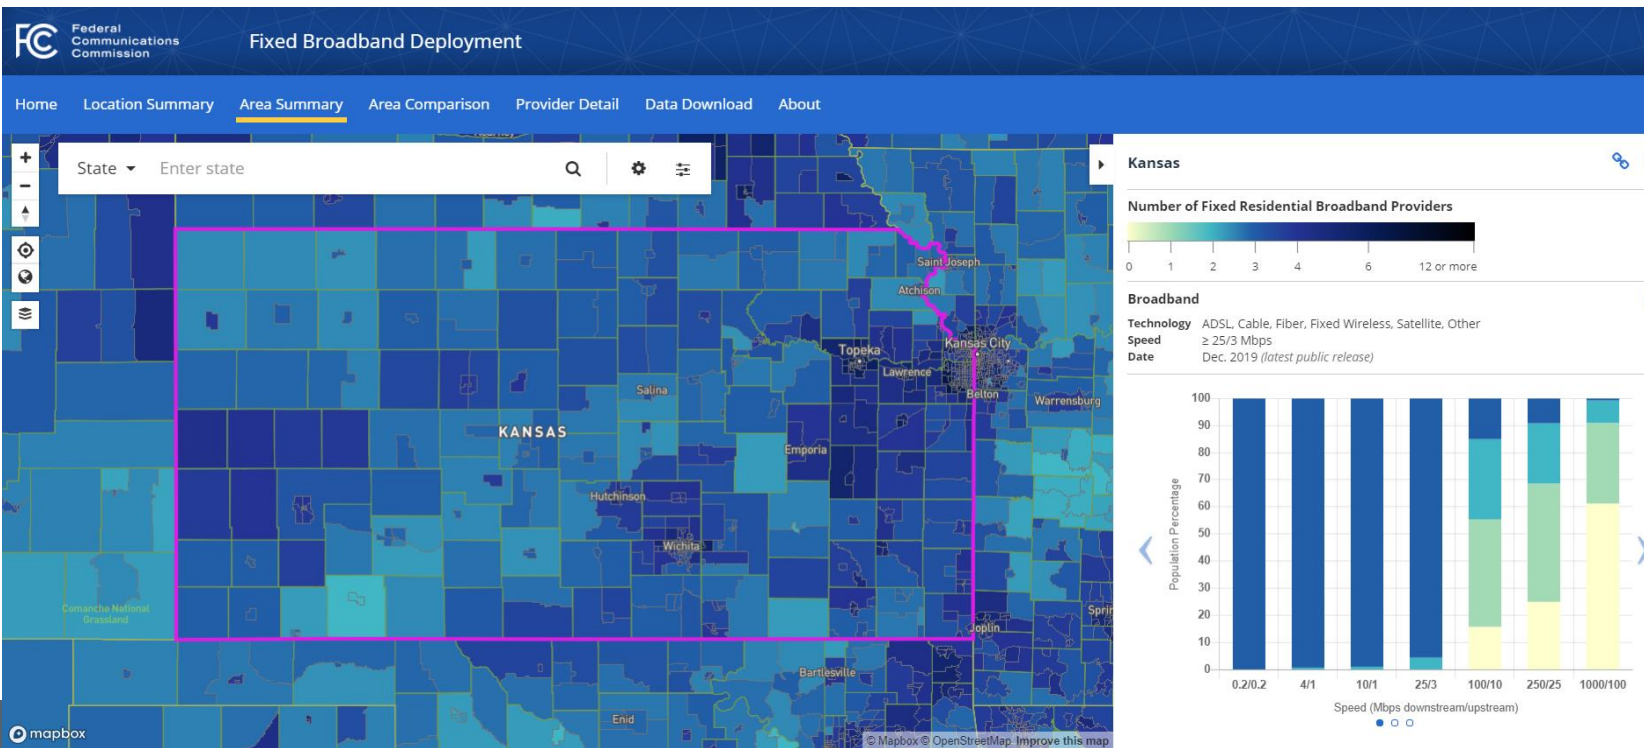 Federal
Communications
Commission
Fixed Broadband Deployment
Home Location Summary Area Summary Area Comparison Provider Detail Data Download About
State Enter state
Saint Joseph
Atchison
Kansas City
Topeka
Lawrence
Belton
Warrensburg
Salina
KANSAS
Emporia
Hutchinson
Wichita
Comanche National
Grassland
Joplin
Bartlesville
Enid
mapbox
© Mapbox © OpenStreetMap Improve this map
Kansas
Number of Fixed Residential Broadband Providers
0 1 2 3 4 6 12 or more
Broadband
Technology ADSL, Cable, Fiber, Fixed Wireless, Satellite, Other
Speed ≥ 25/3 Mbps
Date Dec. 2019 (latest public release)
Population Percentage
100
90
80
70
60
50
40
30
20
10
0
0.2/0.2 4/1 10/1 25/3 100/10 250/25 1000/100
Speed (Mbps downstream/upstream)